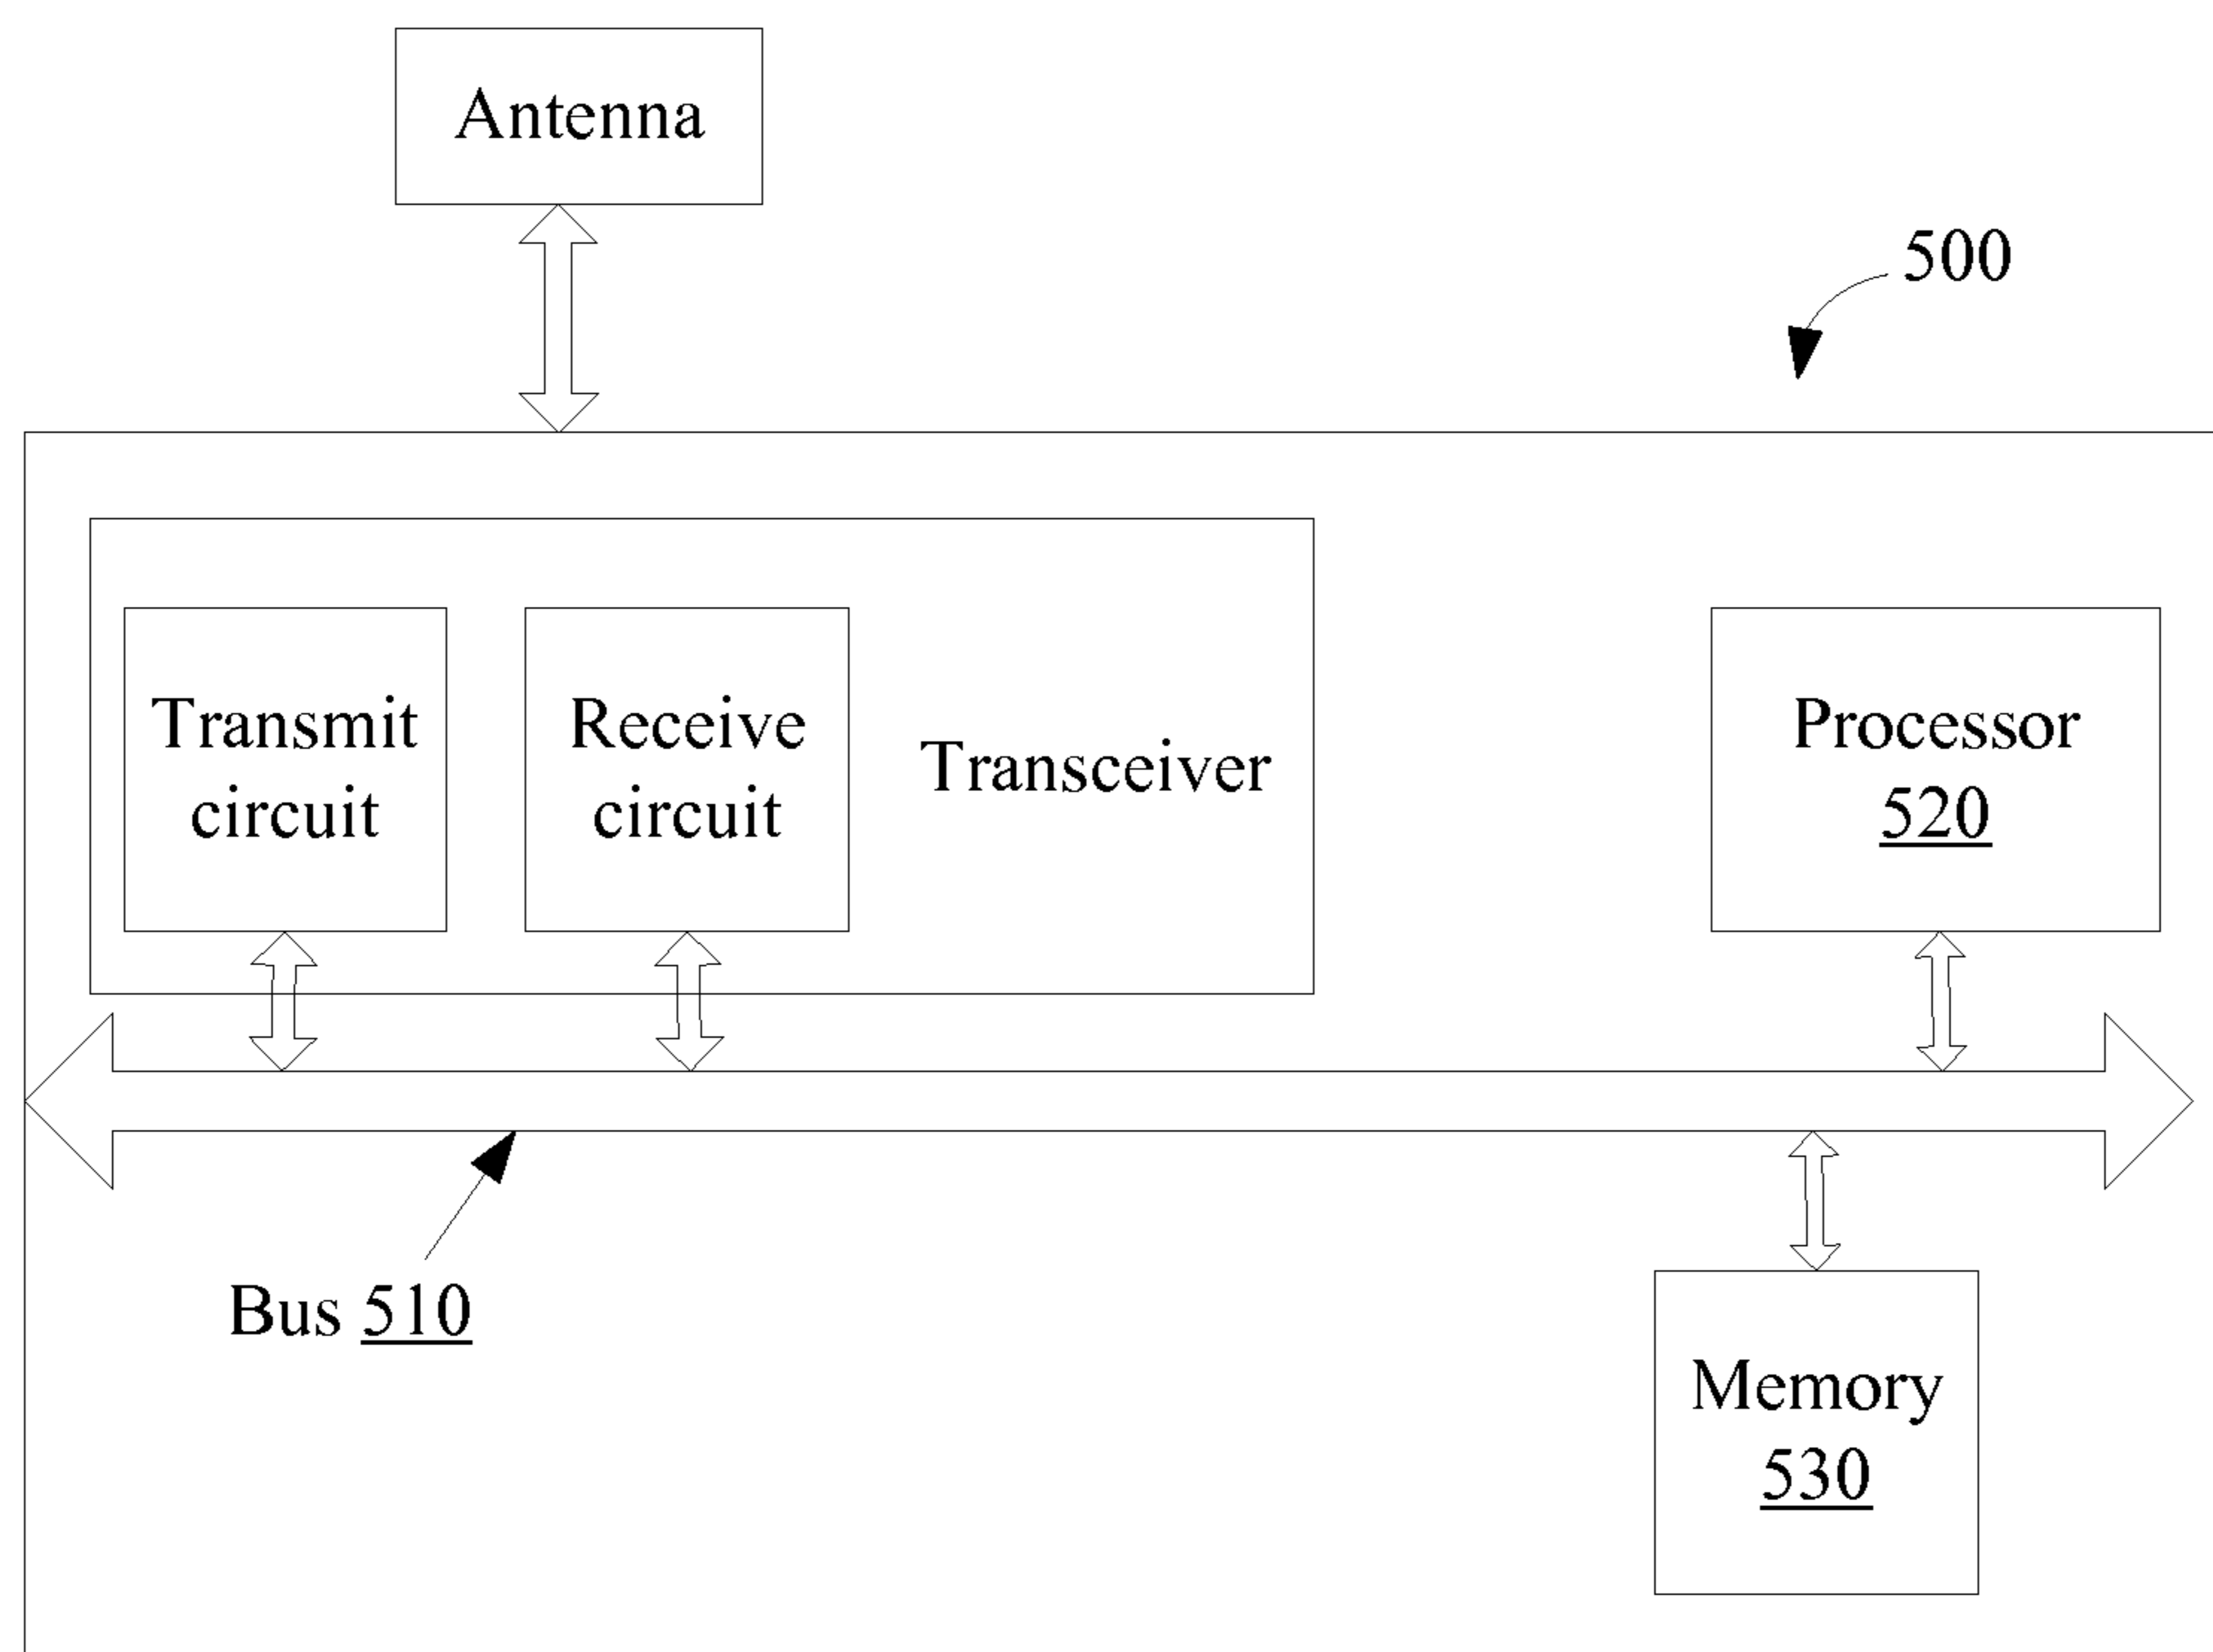 Antenna
500
Transmit
circuit
Receive
circuit
Transceiver
Processor
520
Bus 510
Memory
530